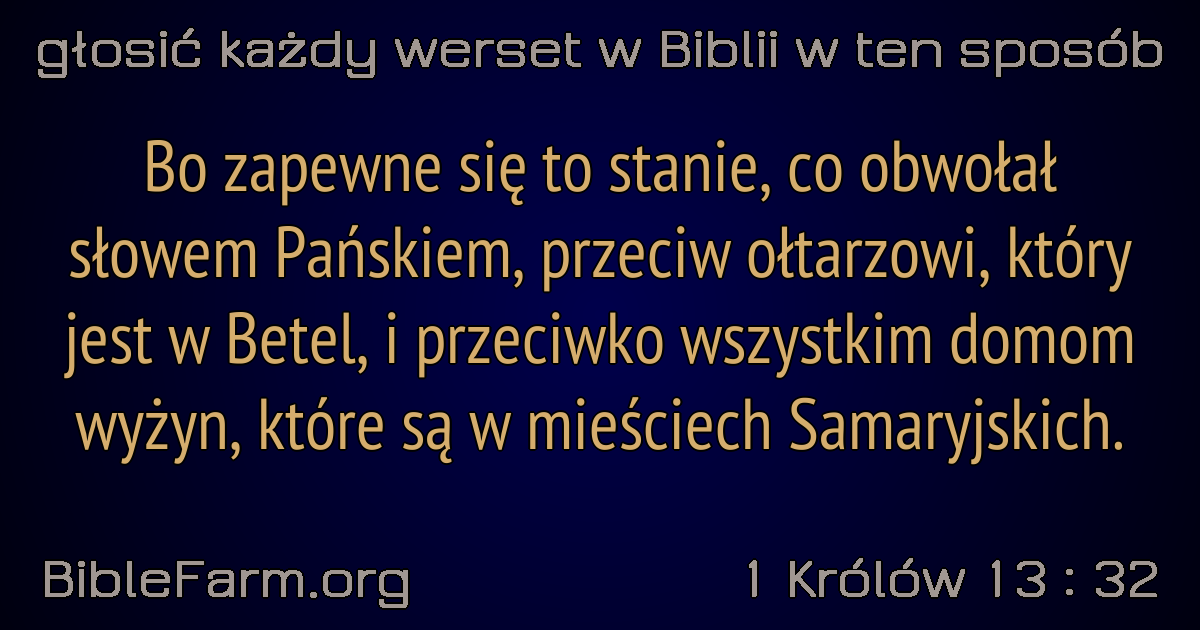 głosić każdy werset w Biblii w ten sposób
Bo zapewne się to stanie, co obwołał
słowem Pańskiem, przeciw ołtarzowi, który
jest w Betel, i przeciwko wszystkim domom
wyżyn, które są w mieściech Samaryjskich.
BibleFarm.org
1 Królów 13 : 32